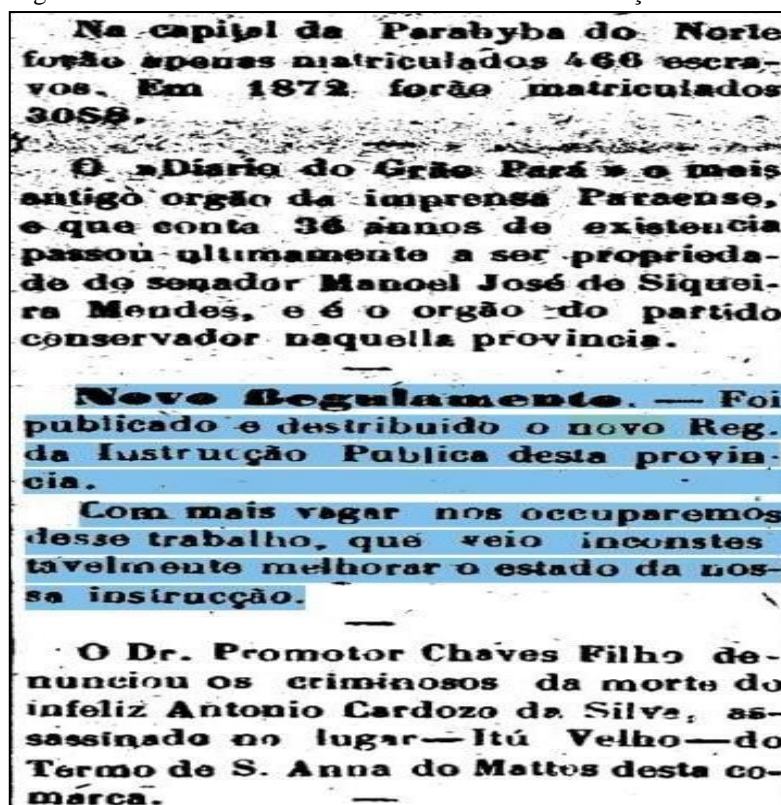 Na capital da Parahyba do Norte
forão apenas matriculados 466 escra-
vos. Em 1872 forão matriculados
3088.
O »Diario do Grão Pará » o mais
antigo orgão da imprensa Paraense,
e que conta 36 annos de existencia
passou ultimamente a ser proprieda-
de do senador Manoel José de Siquei-
ra Mendes, e é o orgão do partido
conservador naquella provincia.
Novo Regulamento. — Foi
publicado e destribuido o novo Reg.
da Instrucção Publica desta provin-
cia.
Com mais vagar nos occuparemos
desse trabalho, que veio inconstes
tavelmente melhorar o estado da nos-
sa instrucção.
O Dr. Promotor Chaves Filho de-
nunciou os criminosos da morte do
infeliz Antonio Cardozo da Silva, as-
sassinado no lugar—Itú Velho—do
Termo de S. Anna do Mattos desta co-
márca.